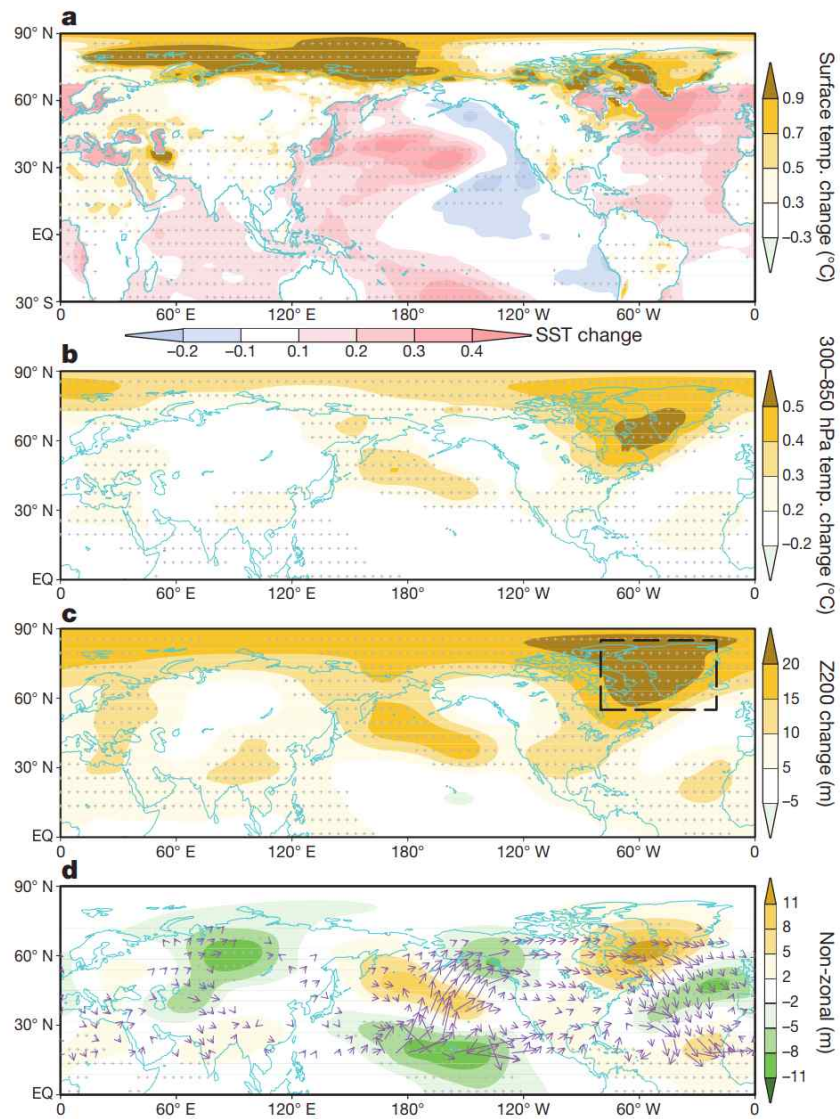 a
90° N
60° N
30° N
EQ
30° S
0
60° E
120° E
180°
120° W
60° W
0
0.9
0.7
0.5
0.3
−0.3
Surface temp. change (°C)
−0.2
−0.1
0.1
0.2
0.3
0.4
SST change
b
90° N
60° N
30° N
EQ
0
60° E
120° E
180°
120° W
60° W
0
0.5
0.4
0.3
0.2
−0.2
300–850 hPa temp. change (°C)
c
90° N
60° N
30° N
EQ
0
60° E
120° E
180°
120° W
60° W
0
20
15
10
5
−5
Z200 change (m)
d
90° N
60° N
30° N
EQ
0
60° E
120° E
180°
120° W
60° W
0
11
8
5
2
−2
−5
−8
−11
Non-zonal (m)